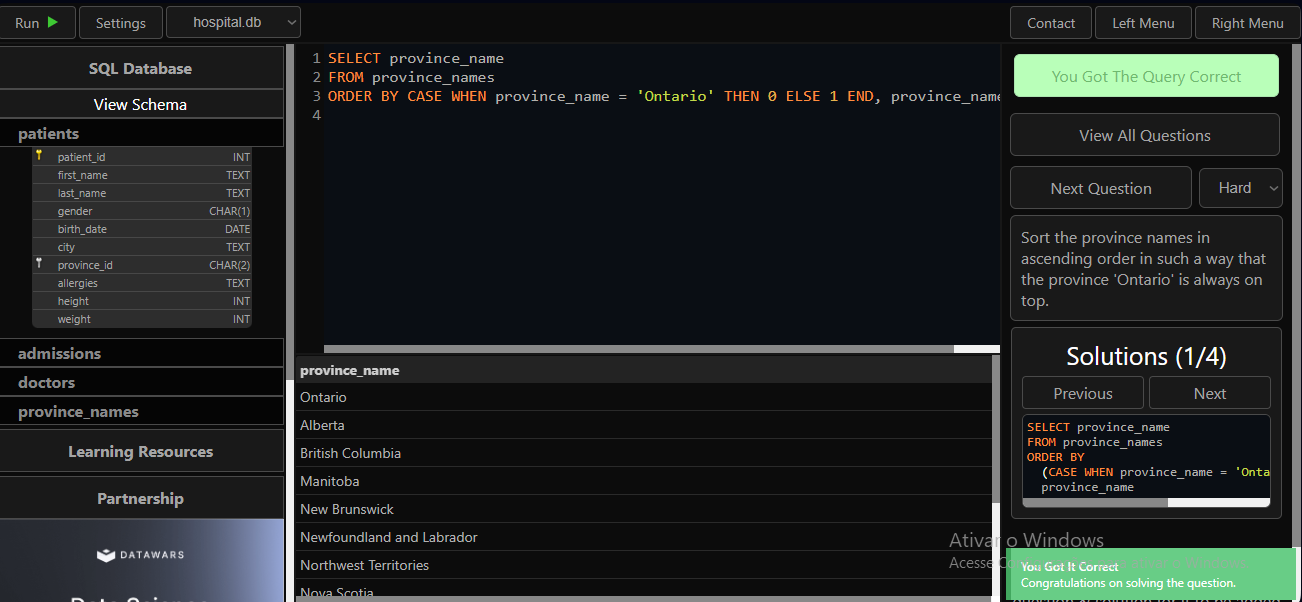 Run
Settings
hospital.db
Contact
Left Menu
Right Menu
SQL Database
View Schema
patients
patient_id INT
first_name TEXT
last_name TEXT
gender CHAR(1)
birth_date DATE
city TEXT
province_id CHAR(2)
allergies TEXT
height INT
weight INT
admissions
doctors
province_names
Learning Resources
Partnership
DATAWARS
Data Science
1 SELECT province_name
2 FROM province_names
3 ORDER BY CASE WHEN province_name = 'Ontario' THEN 0 ELSE 1 END, province_name
4
province_name
Ontario
Alberta
British Columbia
Manitoba
New Brunswick
Newfoundland and Labrador
Northwest Territories
Nova Scotia
You Got The Query Correct
View All Questions
Next Question
Hard
Sort the province names in
ascending order in such a way that
the province 'Ontario' is always on
top.
Solutions (1/4)
Previous
Next
SELECT province_name
FROM province_names
ORDER BY
(CASE WHEN province_name = 'Onta
province_name
Ativar o Windows
Acesse
You Got It Correct
Congratulations on solving the question.